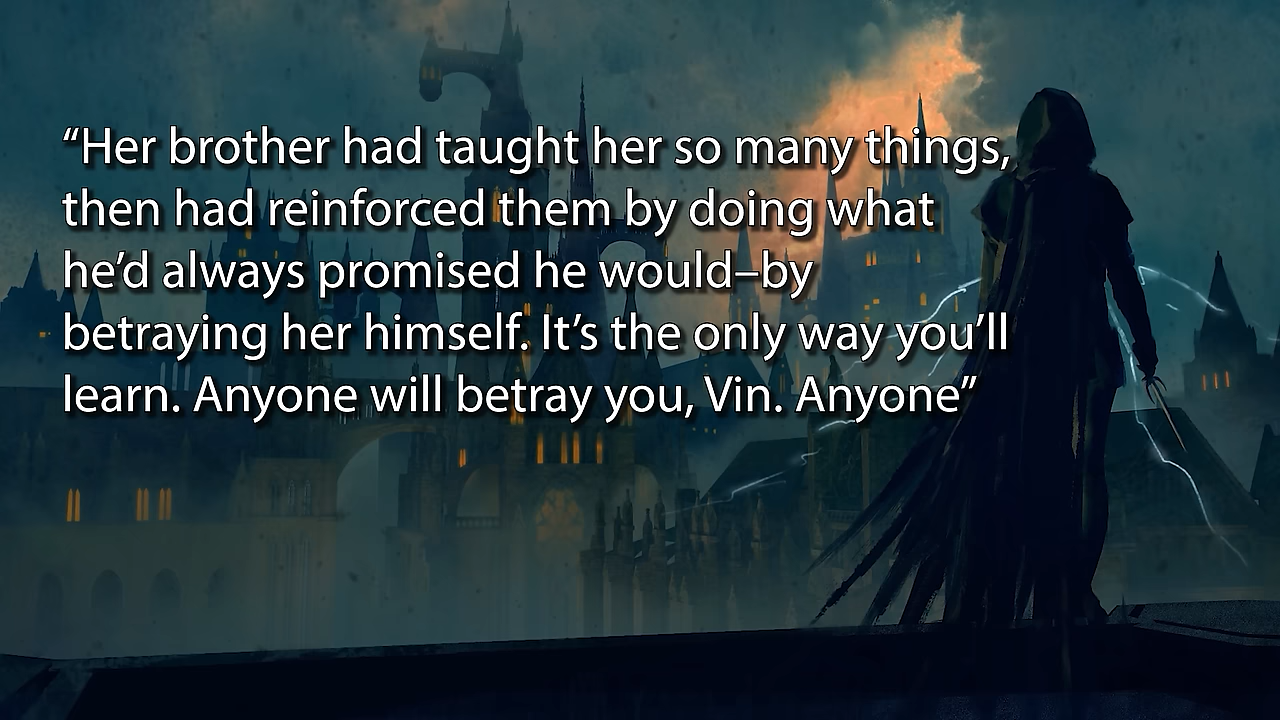 “Her brother had taught her so many things,
then had reinforced them by doing what
he’d always promised he would–by
betraying her himself. It’s the only way you’ll
learn. Anyone will betray you, Vin. Anyone”